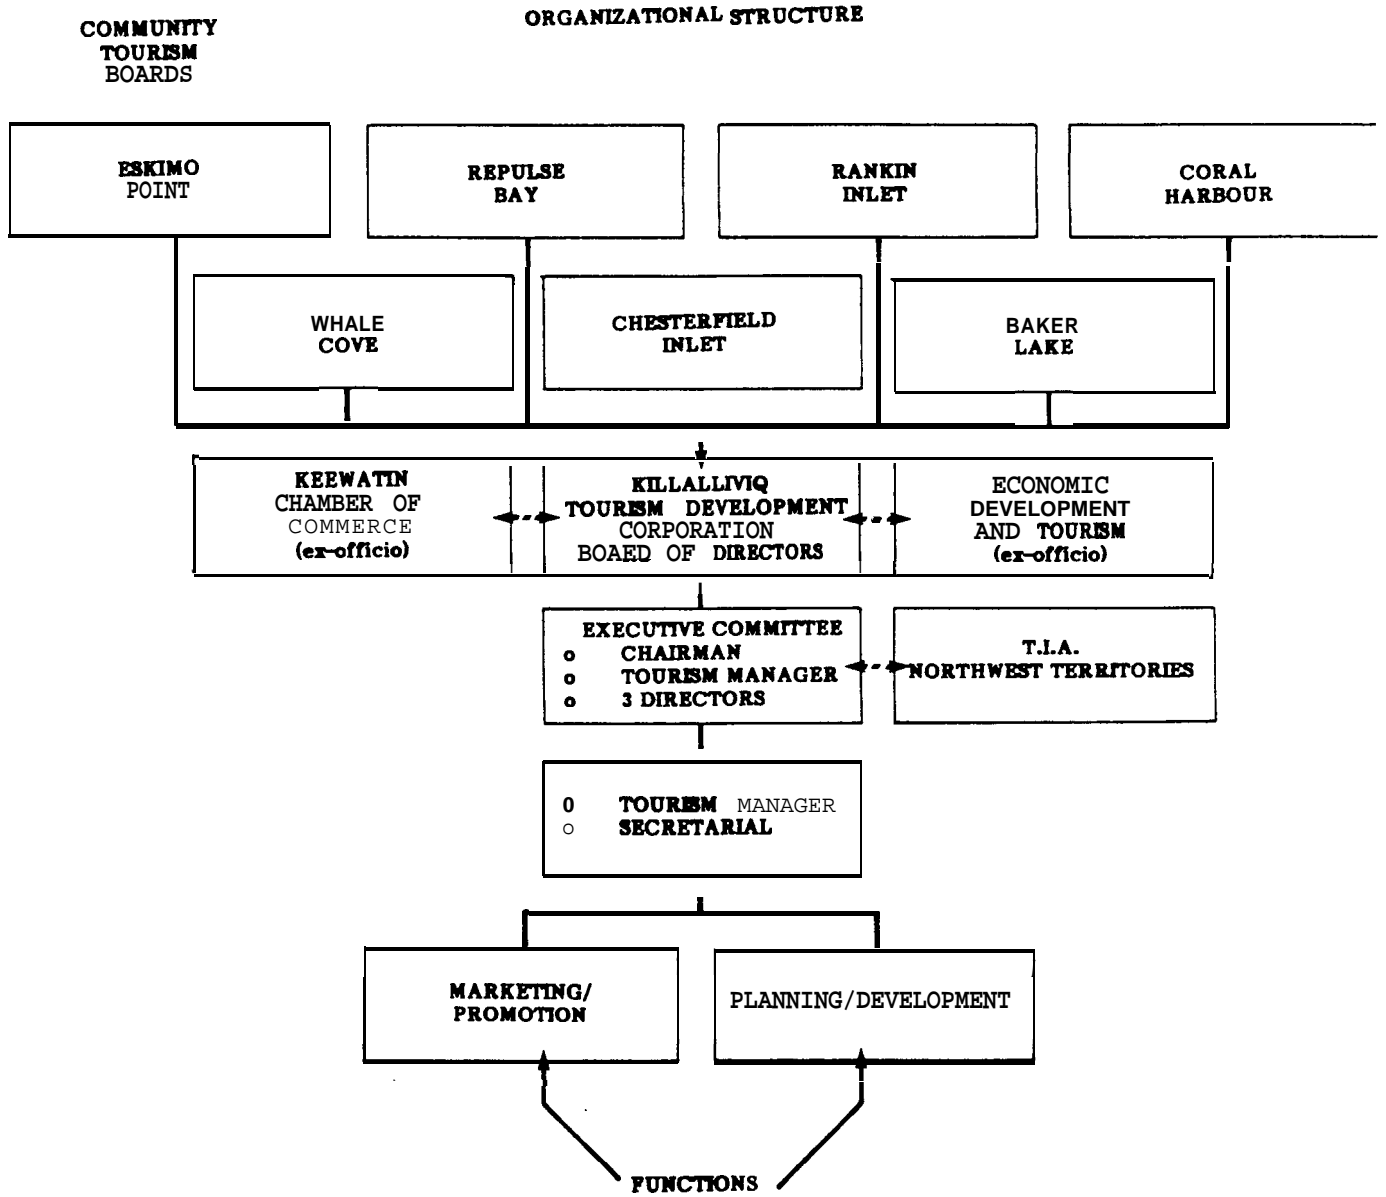 ORGANIZATIONAL STRUCTURE
COMMUNITY
TOURISM
BOARDS
ESKIMO
POINT
REPULSE
BAY
RANKIN
INLET
CORAL
HARBOUR
WHALE
COVE
CHESTERFIELD
INLET
BAKER
LAKE
KEEWATIN
CHAMBER OF
COMMERCE
(ex-officio)
KILLALLIVIQ
TOURISM DEVELOPMENT
CORPORATION
BOAED OF DIRECTORS
ECONOMIC
DEVELOPMENT
AND TOURISM
(ex-officio)
EXECUTIVE COMMITTEE
o CHAIRMAN
o TOURISM MANAGER
o 3 DIRECTORS
T.I.A.
NORTHWEST TERRITORIES
0 TOURISM MANAGER
o SECRETARIAL
MARKETING/
PROMOTION
PLANNING/DEVELOPMENT
FUNCTIONS